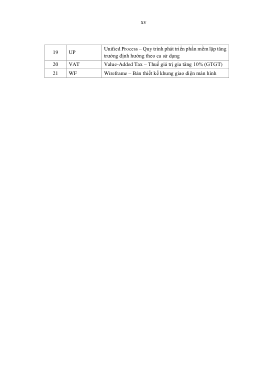 19 UP Unified Process – Quy trình phát triển phần mềm lặp tăng
trưởng định hướng theo ca sử dụng
20 VAT Value-Added Tax – Thuế giá trị gia tăng 10% (GTGT)
21 WF Wireframe – Bản thiết kế khung giao diện màn hình